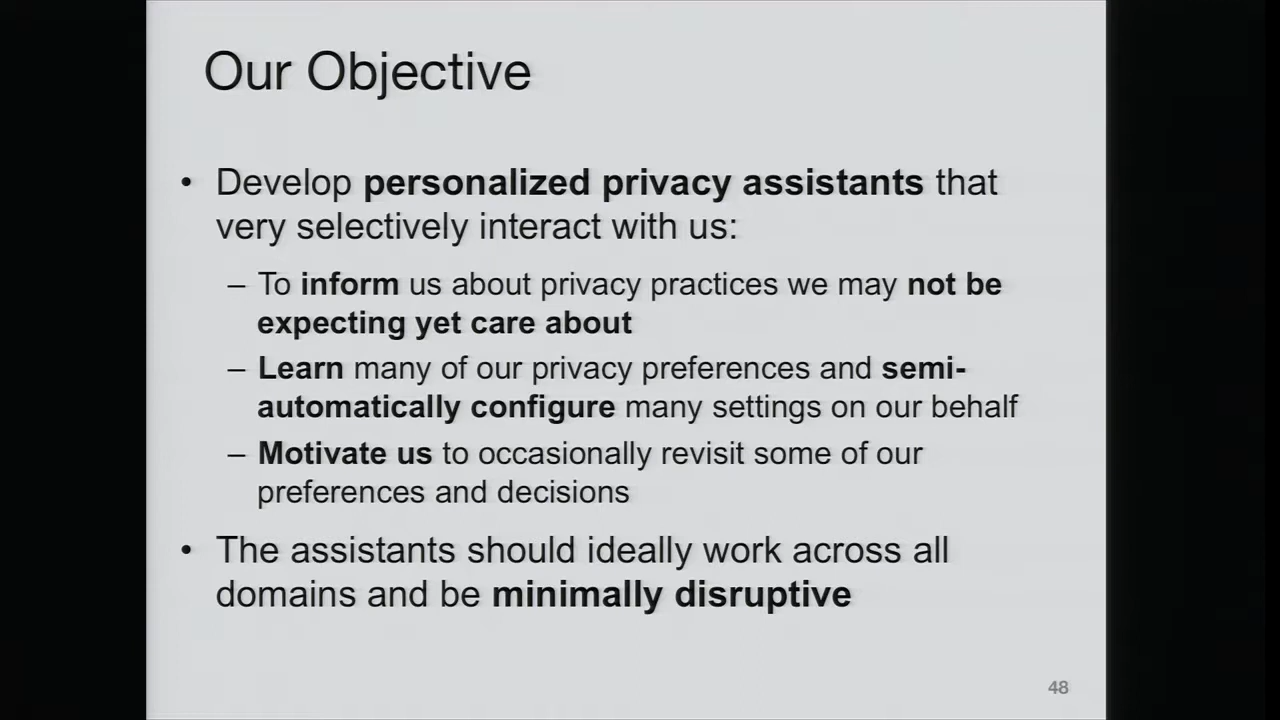 Our Objective
• Develop personalized privacy assistants that
very selectively interact with us:
– To inform us about privacy practices we may not be
expecting yet care about
– Learn many of our privacy preferences and semi-
automatically configure many settings on our behalf
– Motivate us to occasionally revisit some of our
preferences and decisions
• The assistants should ideally work across all
domains and be minimally disruptive
48